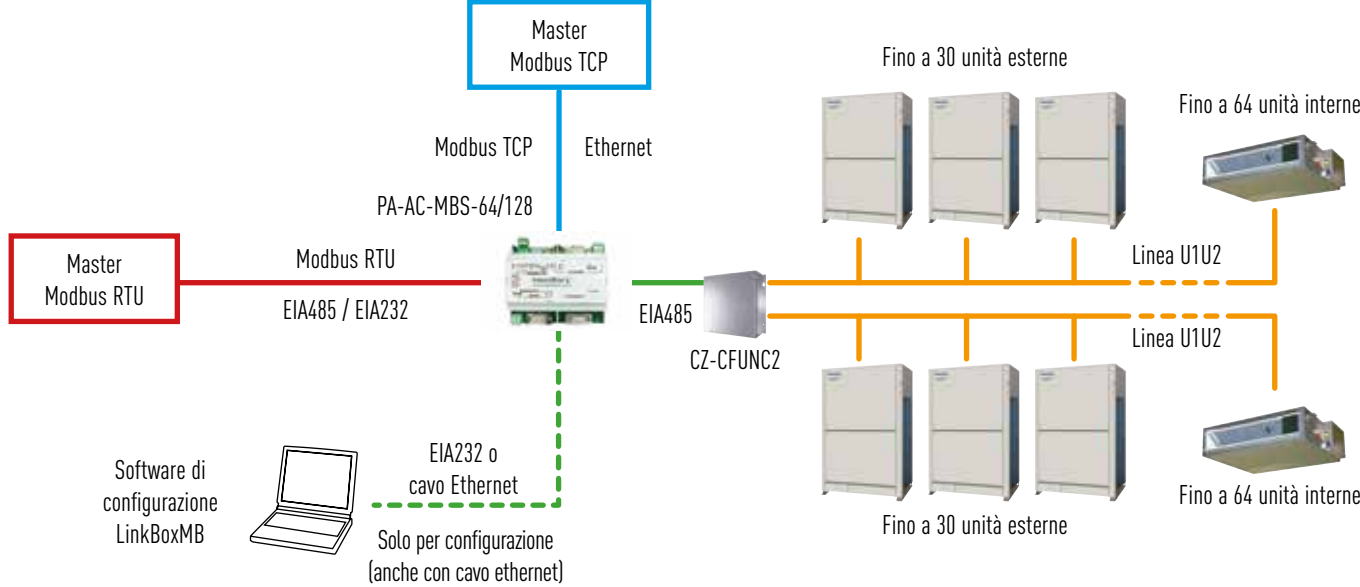 Master
Modbus TCP
Fino a 30 unità esterne
Fino a 64 unità interne
Modbus TCP
Ethernet
PA-AC-MBS-64/128
Master
Modbus RTU
Modbus RTU
EIA485 / EIA232
EIA485
CZ-CFUNC2
Linea U1U2
Linea U1U2
Software di
configurazione
LinkBoxMB
EIA232 o
cavo Ethernet
Solo per configurazione
(anche con cavo ethernet)
Fino a 30 unità esterne
Fino a 64 unità interne